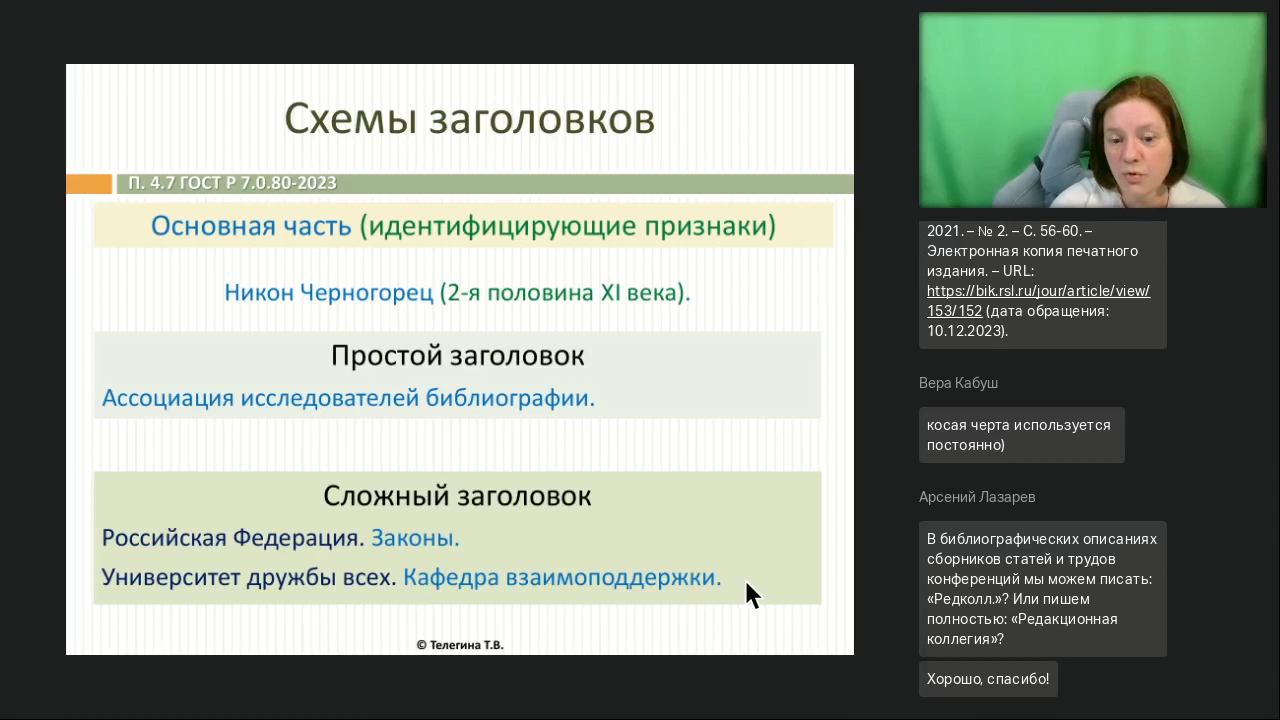 Схемы заголовков
П. 4.7 ГОСТ Р 7.0.80-2023
Основная часть (идентифицирующие признаки)
Никон Черногорец (2-я половина XI века).
Простой заголовок
Ассоциация исследователей библиографии.
Сложный заголовок
Российская Федерация. Законы.
Университет дружбы всех. Кафедра взаимоподдержки.
© Телегина Т.В.
2021. – № 2. – С. 56-60. –
Электронная копия печатного
издания. – URL:
https://bik.rsl.ru/jour/article/view/
153/152 (дата обращения:
10.12.2023).
Вера Кабуш
косая черта используется
постоянно)
Арсений Лазарев
В библиографических описаниях
сборников статей и трудов
конференций мы можем писать:
«Редколл.»? Или пишем
полностью: «Редакционная
коллегия»?
Хорошо, спасибо!